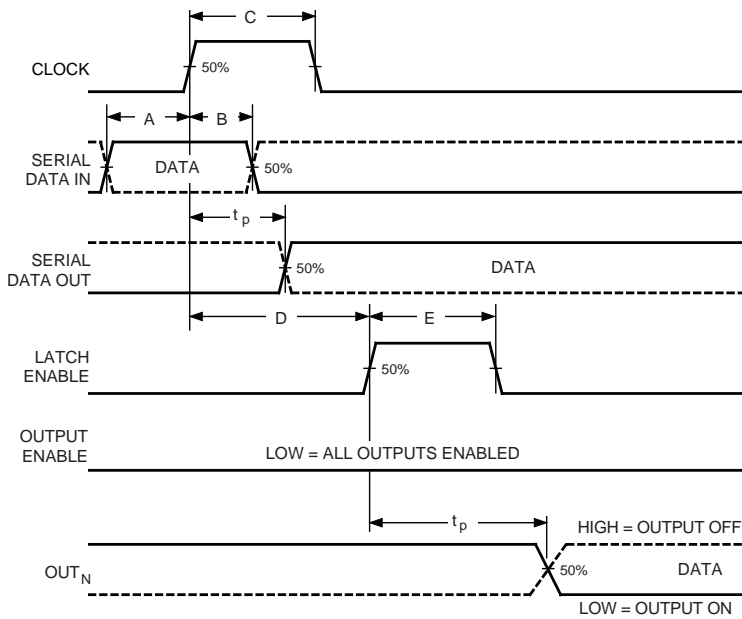 C
CLOCK
50%
A
B
SERIAL
DATA IN
DATA
50%
t p
SERIAL
DATA OUT
50%
DATA
D
E
LATCH
ENABLE
50%
OUTPUT
ENABLE
LOW = ALL OUTPUTS ENABLED
t p
HIGH = OUTPUT OFF
OUT N
50%
DATA
LOW = OUTPUT ON